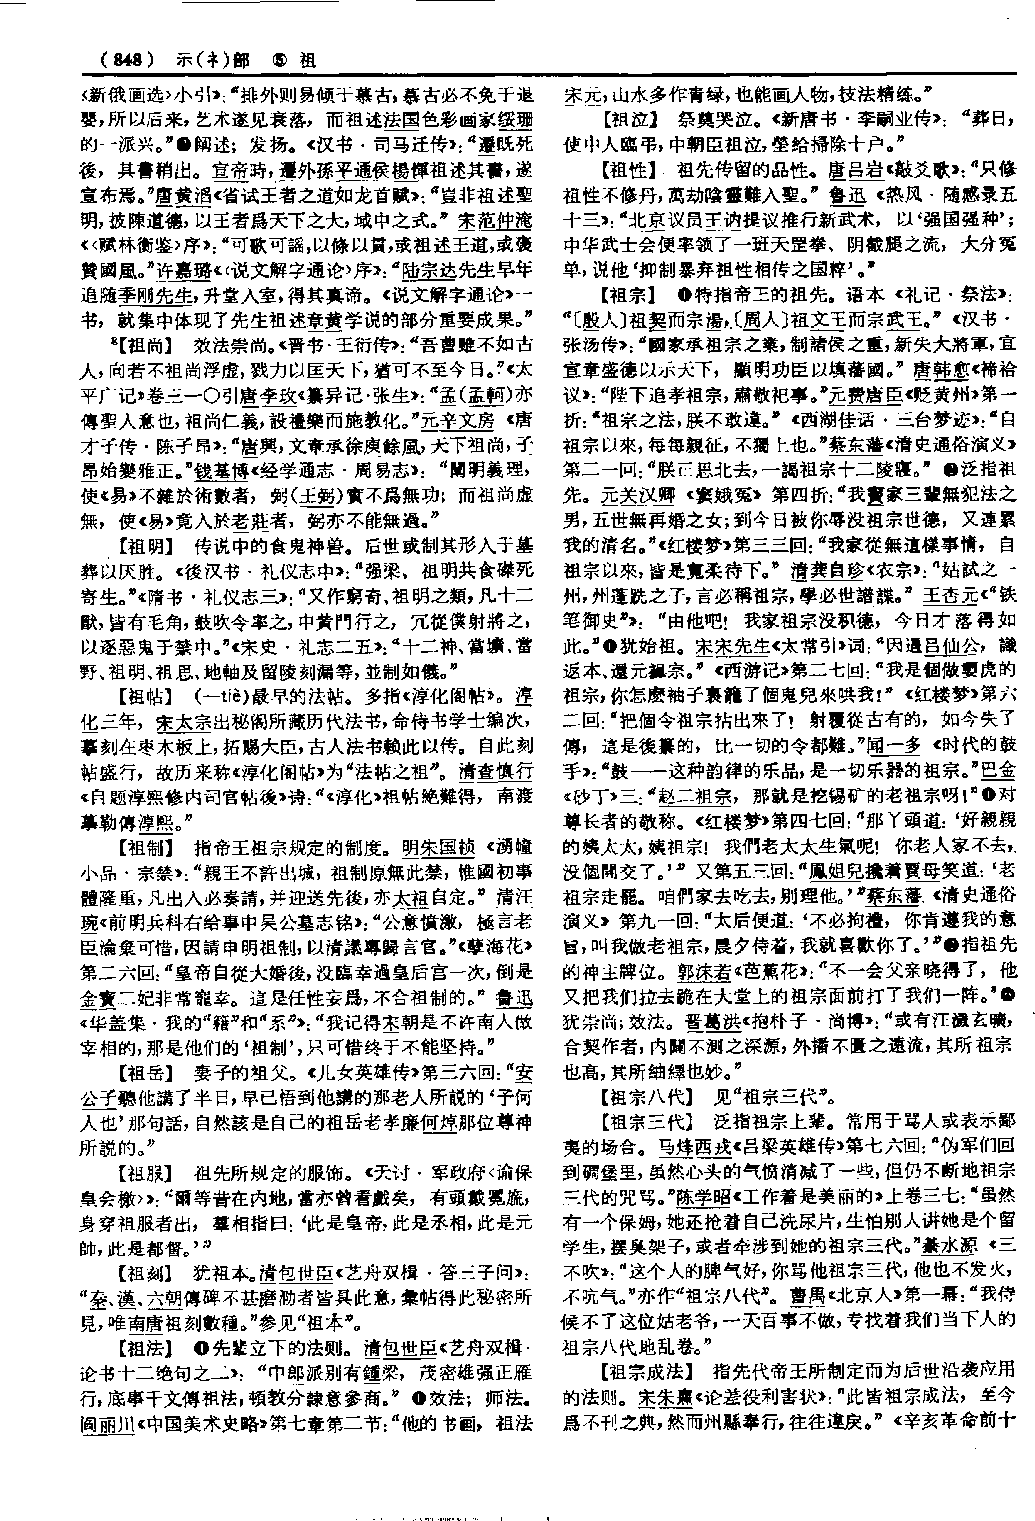 (848) 示(礻)部 ⑤ 祖
〈新俄画选〉小引》：“排外则易倾于慕古，慕古必不免于退
婴，所以后来，艺术遂见衰落，而祖述法国色彩画家绥珊
的一派兴。”❷阐述；发扬。《汉书·司马迁传》：“遷既死
後，其書稍出。宣帝時，遷外孫平通侯楊惲祖述其書，遂
宣布焉。”唐黄滔《省试王者之道如龙首赋》：“豈非祖述聖
明，披陳道德，以王者爲天下之大，域中之式。”宋范仲淹
《〈赋林衡鉴〉序》：“可歌可謡，以條以貫，或祖述王道，或褒
贊國風。”许嘉璐《〈说文解字通论〉序》：“陆宗达先生早年
追随季刚先生，升堂入室，得其真谛。《说文解字通论》一
书，就集中体现了先生祖述章黄学说的部分重要成果。”
【祖尚】 效法崇尚。《晋书·王衍传》：“吾曹雖不如古
人，向若不祖尚浮虚，戮力以匡天下，猶可不至今日。”《太
平广记》卷三一〇引唐李玫《纂异记·张生》：“孟(孟軻)亦
傳聖人意也，祖尚仁義，設禮樂而施教化。”元辛文房《唐
才子传·陈子昂》：“唐興，文章承徐庾餘風，天下祖尚，子
昂始變雅正。”钱基博《经学通志·周易志》：“闡明義理，
使《易》不雜於術數者，弼(王弼)實不爲無功；而祖尚虚
無，使《易》竟入於老莊者，弼亦不能無過。”
【祖明】 传说中的食鬼神兽。后世或制其形入于墓
葬以厌胜。《後汉书·礼仪志中》：“强梁、祖明共食磔死
寄生。”《隋书·礼仪志三》：“又作窮奇、祖明之類，凡十二
獸，皆有毛角，鼓吹令率之，中黄門行之，冗從僕射將之，
以逐惡鬼于禁中。”《宋史·礼志二五》：“十二神、當壙、當
野、祖明、祖思、地軸及留陵刻漏等，並制如儀。”
【祖帖】 (一tiè)最早的法帖。多指《淳化阁帖》。淳
化三年，宋太宗出秘阁所藏历代法书，命侍书学士编次，
摹刻在枣木板上，拓赐大臣，古人法书赖此以传。自此刻
帖盛行，故历来称《淳化阁帖》为“法帖之祖”。清查慎行
《自题淳熙修内司官帖後》诗：“《淳化》祖帖絶難得，南渡
摹勒傳淳熙。”
【祖制】 指帝王祖宗规定的制度。明朱国桢《涌幢
小品·宗禁》：“親王不許出城，祖制原無此禁，惟國初事
體隆重，凡出入必奏請，并迎送先後，亦太祖自定。”清汪
琬《前明兵科右给事中吴公墓志铭》：“公意憤激，極言老
臣淪棄可惜，因請申明祖制，以清議專歸言官。”《孽海花》
第二六回：“皇帝自從大婚後，没臨幸過皇后宫一次，倒是
金寶二妃非常寵幸。這是任性妄爲，不合祖制的。”鲁迅
《华盖集·我的“籍”和“系”》：“我记得宋朝是不许南人做
宰相的，那是他们的‘祖制’，只可惜终于不能坚持。”
【祖岳】 妻子的祖父。《儿女英雄传》第三六回：“安
公子聽他講了半日，早已悟到他講的那老人所説的‘子何
人也’那句話，自然該是自己的祖岳老孝廉何焯那位尊神
所説的。”
【祖服】 祖先所规定的服饰。《天讨·军政府〈谕保
皇会檄〉》：“爾等皆在内地，當亦曾看戲矣，有頭戴冕旒，
身穿祖服者出，羣相指曰：‘此是皇帝，此是丞相，此是元
帥，此是都督。’”
【祖刻】 犹祖本。清包世臣《艺舟双楫·答三子问》：
“秦、漢、六朝傳碑不甚磨泐者皆具此意，彙帖得此秘密所
見，唯南唐祖刻數種。”参见“祖本”。
【祖法】 ❶先辈立下的法则。清包世臣《艺舟双楫·
论书十二绝句之二》：“中郎派别有鍾梁，茂密雄强正雁
行，底事千文傳祖法，頓教分隸意參商。”❷效法；师法。
阎丽川《中国美术史略》第七章第二节：“他的书画，祖法
宋元，山水多作青绿，也能画人物，技法精练。”
【祖泣】 祭奠哭泣。《新唐书·李嗣业传》：“葬日，
使中人臨弔，中朝臣祖泣，塋给掃除十户。”
【祖性】 祖先传留的品性。唐吕岩《敲爻歌》：“只修
祖性不修丹，萬劫陰靈難入聖。”鲁迅《热风·随感录五
十三》：“北京议员王讷提议推行新武术，以‘强国强种’；
中华武士会便率领了一班天罡拳、阴截腿之流，大分冤
单，说他‘抑制暴弃祖性相传之国粹’。”
【祖宗】 ❶特指帝王的祖先。语本《礼记·祭法》：
“〔殷人〕祖契而宗湯，〔周人〕祖文王而宗武王。”《汉书·
张汤传》：“國家承祖宗之業，制諸侯之重，新失大將軍，宜
宣章盛德以示天下，顯明功臣以填藩國。”唐韩愈《禘祫
议》：“陛下追孝祖宗，肅敬祀事。”元费唐臣《贬黄州》第一
折：“祖宗之法，朕不敢違。”《西湖佳话·三台梦迹》：“自
祖宗以來，每每親征，不獨上也。”蔡东藩《清史通俗演义》
第二一回：“朕正思北去，一謁祖宗十二陵寢。”❷泛指祖
先。元关汉卿《窦娥冤》第四折：“我竇家三輩無犯法之
男，五世無再婚之女；到今日被你辱没祖宗世德，又連累
我的清名。”《红楼梦》第三三回：“我家從無這樣事情，自
祖宗以來，皆是寬柔待下。”清龚自珍《农宗》：“姑試之一
州，州蓬跣之子，言必稱祖宗，學必世譜諜。”王杏元《“铁
笔御史”》：“由他吧！我家祖宗没积德，今日才落得如
此。”❸犹始祖。宋宋先生《太常引》词：“因遇吕仙公，識
返本、還元祖宗。”《西游记》第二七回：“我是個做耍虎的
祖宗，你怎麽袖子裏籠了個鬼兒來哄我！”《红楼梦》第六
二回：“把個令祖宗拈出來了！射覆從古有的，如今失了
傳，這是後纂的，比一切的令都難。”闻一多《时代的鼓
手》：“鼓——这种韵律的乐品，是一切乐器的祖宗。”巴金
《砂丁》三：“赵二祖宗，那就是挖锡矿的老祖宗呀！”❹对
尊长者的敬称。《红楼梦》第四七回：“那丫頭道：‘好親親
的姨太太，姨祖宗！我們老太太生氣呢！你老人家不去，
没個開交了。’”又第五三回：“鳳姐兒攙着賈母笑道：‘老
祖宗走罷。咱們家去吃去，别理他。’”蔡东藩《清史通俗
演义》第九一回：“太后便道：‘不必拘禮，你肯遵我的意
旨，叫我做老祖宗，晨夕侍着，我就喜歡你了。’”❺指祖先
的神主牌位。郭沫若《芭蕉花》：“不一会父亲晓得了，他
又把我们拉去跪在大堂上的祖宗面前打了我们一阵。”❻
犹崇尚；效法。晋葛洪《抱朴子·尚博》：“或有汪濊玄曠，
合契作者，内闢不測之深源，外播不匱之遠流，其所祖宗
也高，其所紬繹也妙。”
【祖宗八代】 见“祖宗三代”。
【祖宗三代】 泛指祖宗上辈。常用于骂人或表示鄙
夷的场合。马烽西戎《吕梁英雄传》第七六回：“伪军们回
到碉堡里，虽然心头的气愤消减了一些，但仍不断地祖宗
三代的咒骂。”陈学昭《工作着是美丽的》上卷三七：“虽然
有一个保姆，她还抢着自己洗尿片，生怕别人讲她是个留
学生，摆臭架子，或者牵涉到她的祖宗三代。”綦水源《三
不吹》：“这个人的脾气好，你骂他祖宗三代，他也不发火，
不吭气。”亦作“祖宗八代”。曹禺《北京人》第一幕：“我侍
候不了这位姑老爷，一天百事不做，专找着我们当下人的
祖宗八代地乱卷。”
【祖宗成法】 指先代帝王所制定而为后世沿袭应用
的法则。宋朱熹《论差役利害状》：“此皆祖宗成法，至今
爲不刊之典，然而州縣奉行，往往違戾。”《辛亥革命前十